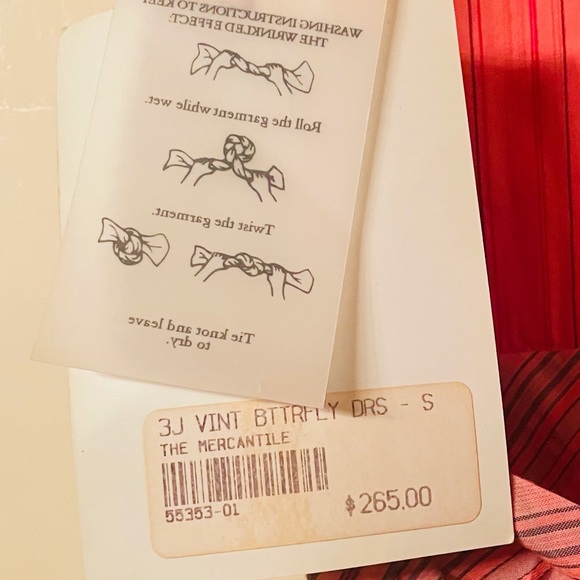 WASHING INSTRUCTIONS TO KEEP
THE WRINKLED EFFECT:
Roll the garment while wet.
Twist the garment.
Tie knot and leave
to dry.
3J VINT BTTRFLY DRS - S
THE MERCANTILE
55353-01
$265.00